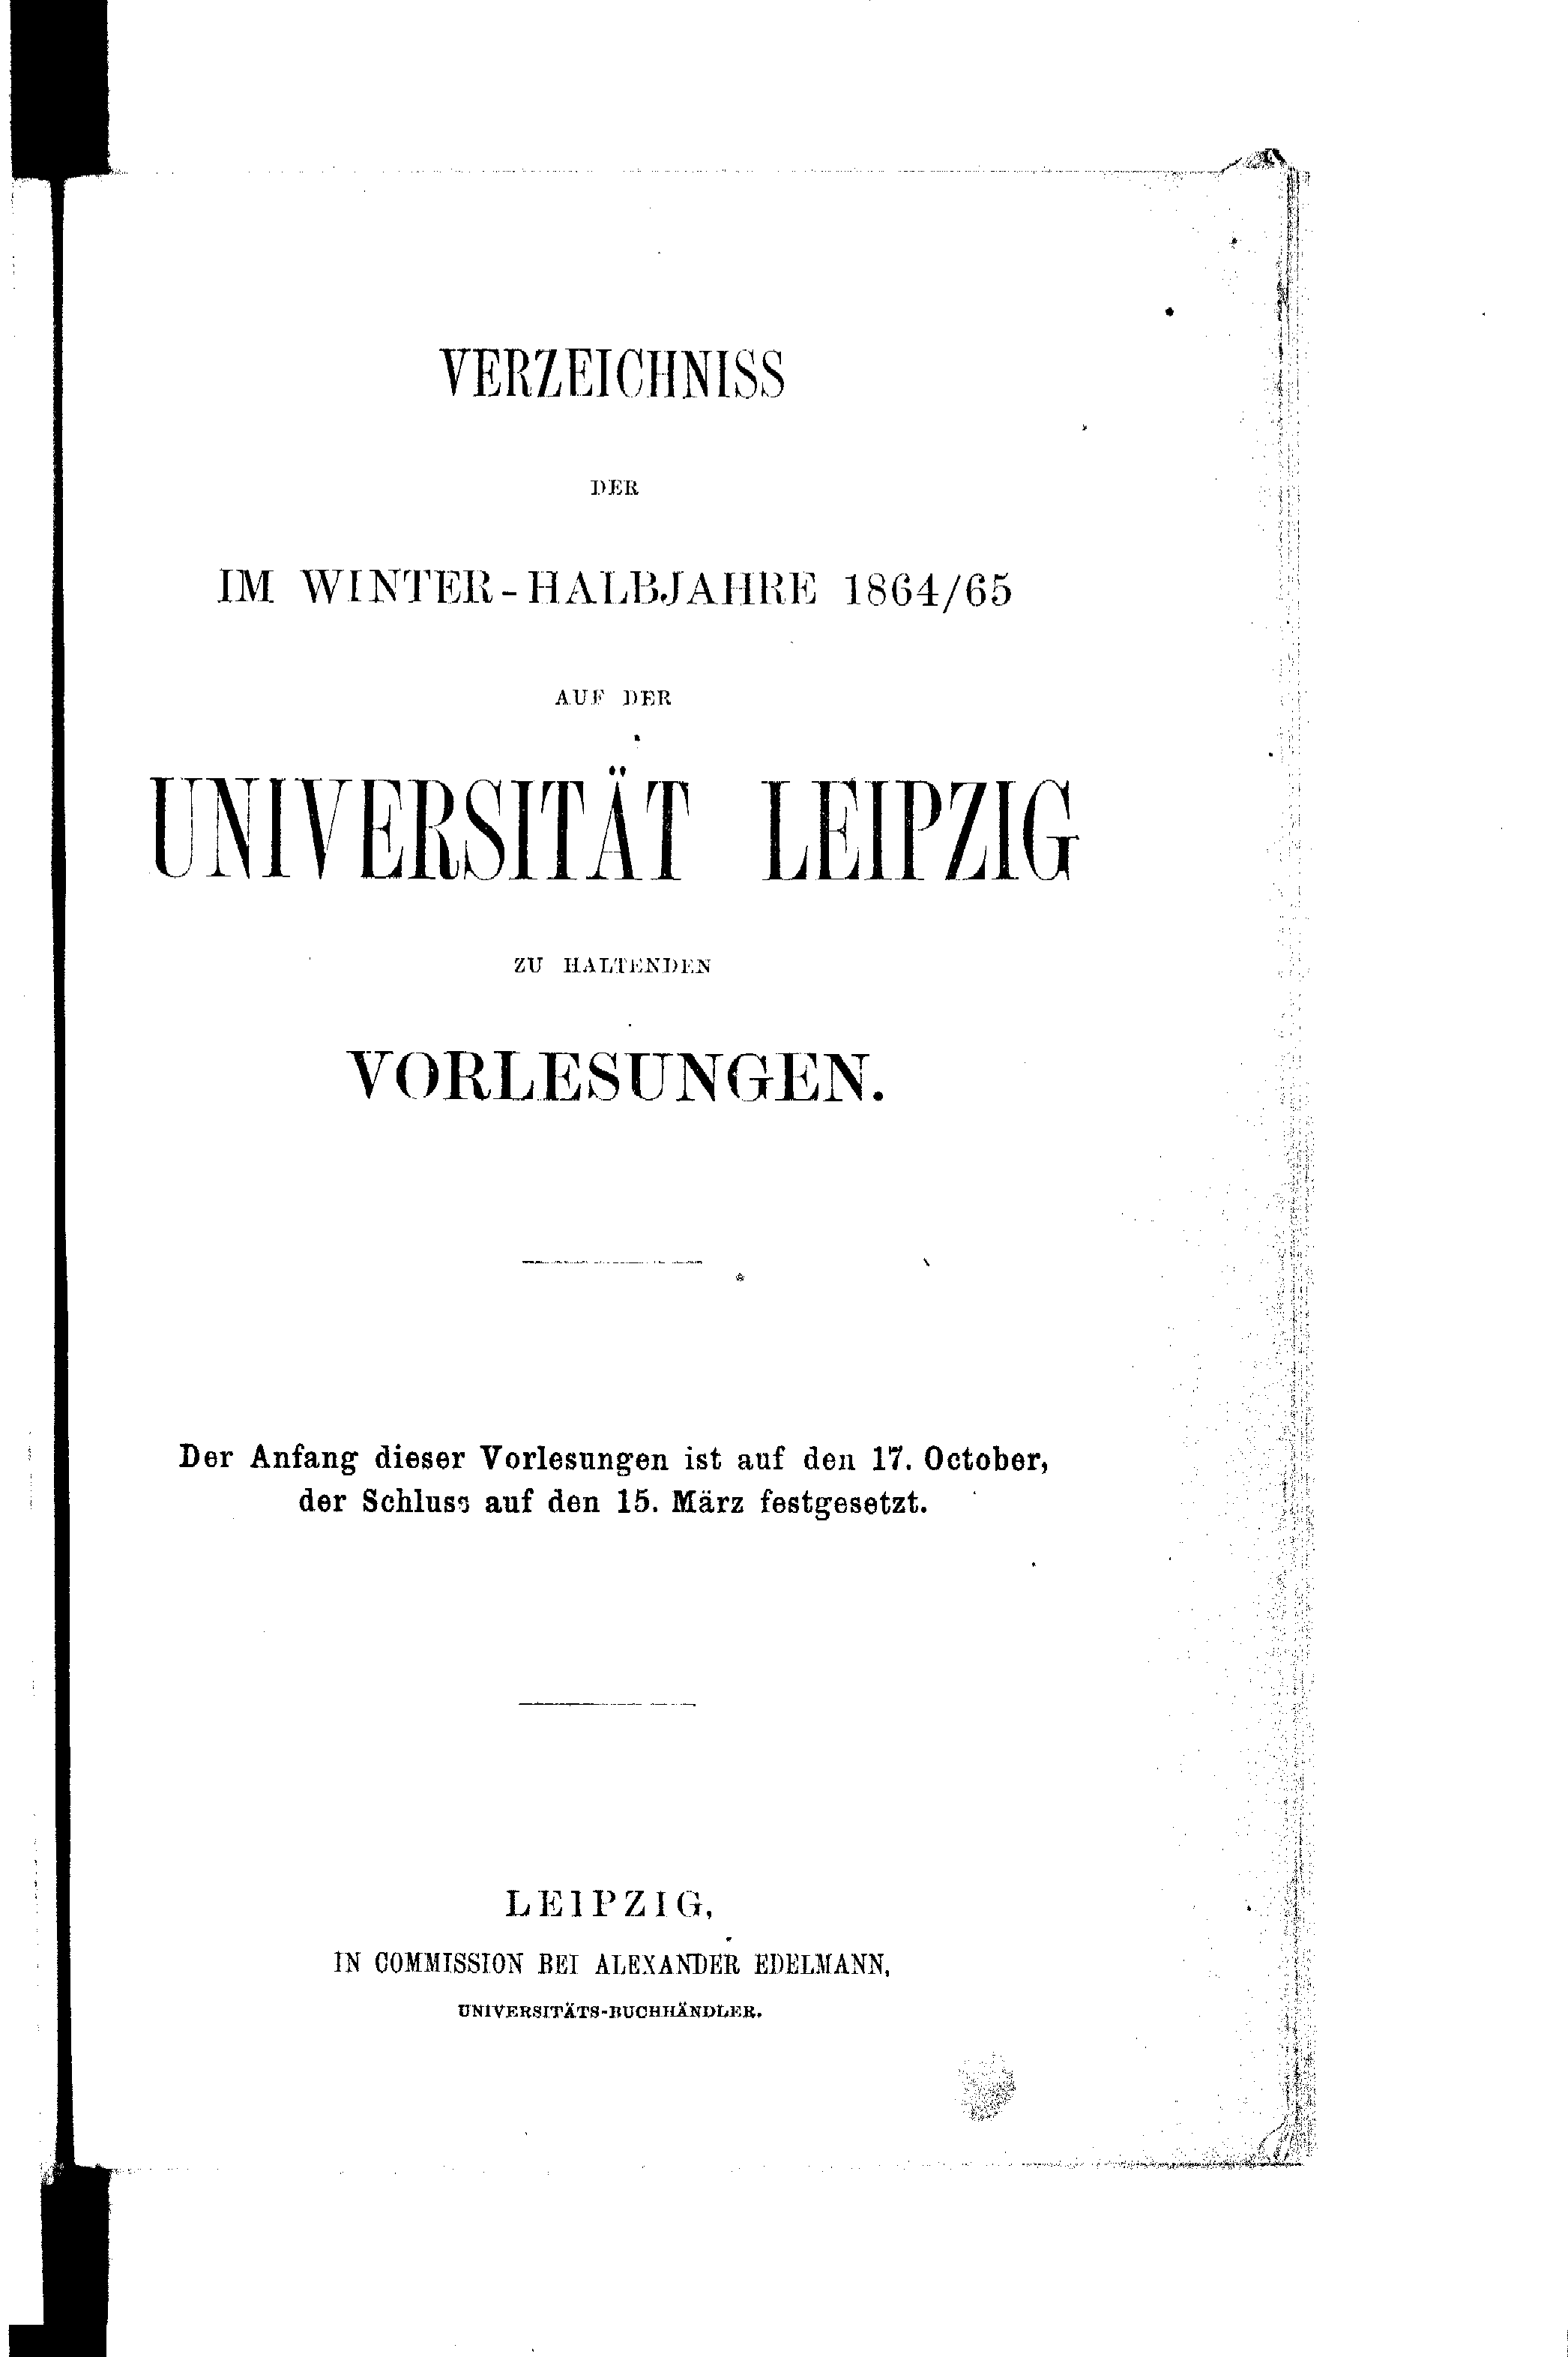 VERZEICHNISS
DER
IM WINTER-HALBJAHRE 1864/65
AUF DER
UNIVERSITÄT LEIPZIG
ZU HALTENDEN
VORLESUNGEN.
Der Anfang dieser Vorlesungen ist auf den 17. October,
der Schluss auf den 15. März festgesetzt.
LEIPZIG,
IN COMMISSION BEI ALEXANDER EDELMANN,
UNIVERSITÄTS-BUCHHÄNDLER.